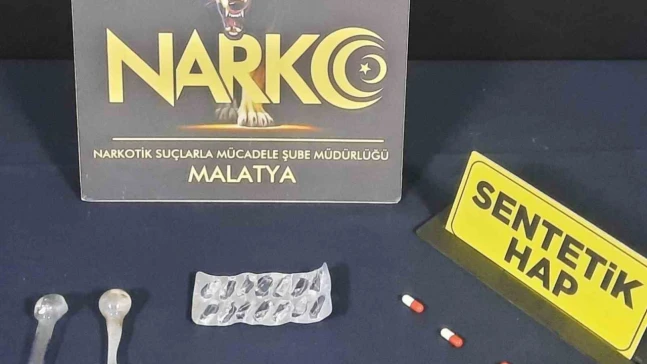 NARKO
NARKOTİK SUÇLARLA MÜCADELE ŞUBE MÜDÜRLÜĞÜ
MALATYA
SENTETİK
HAP